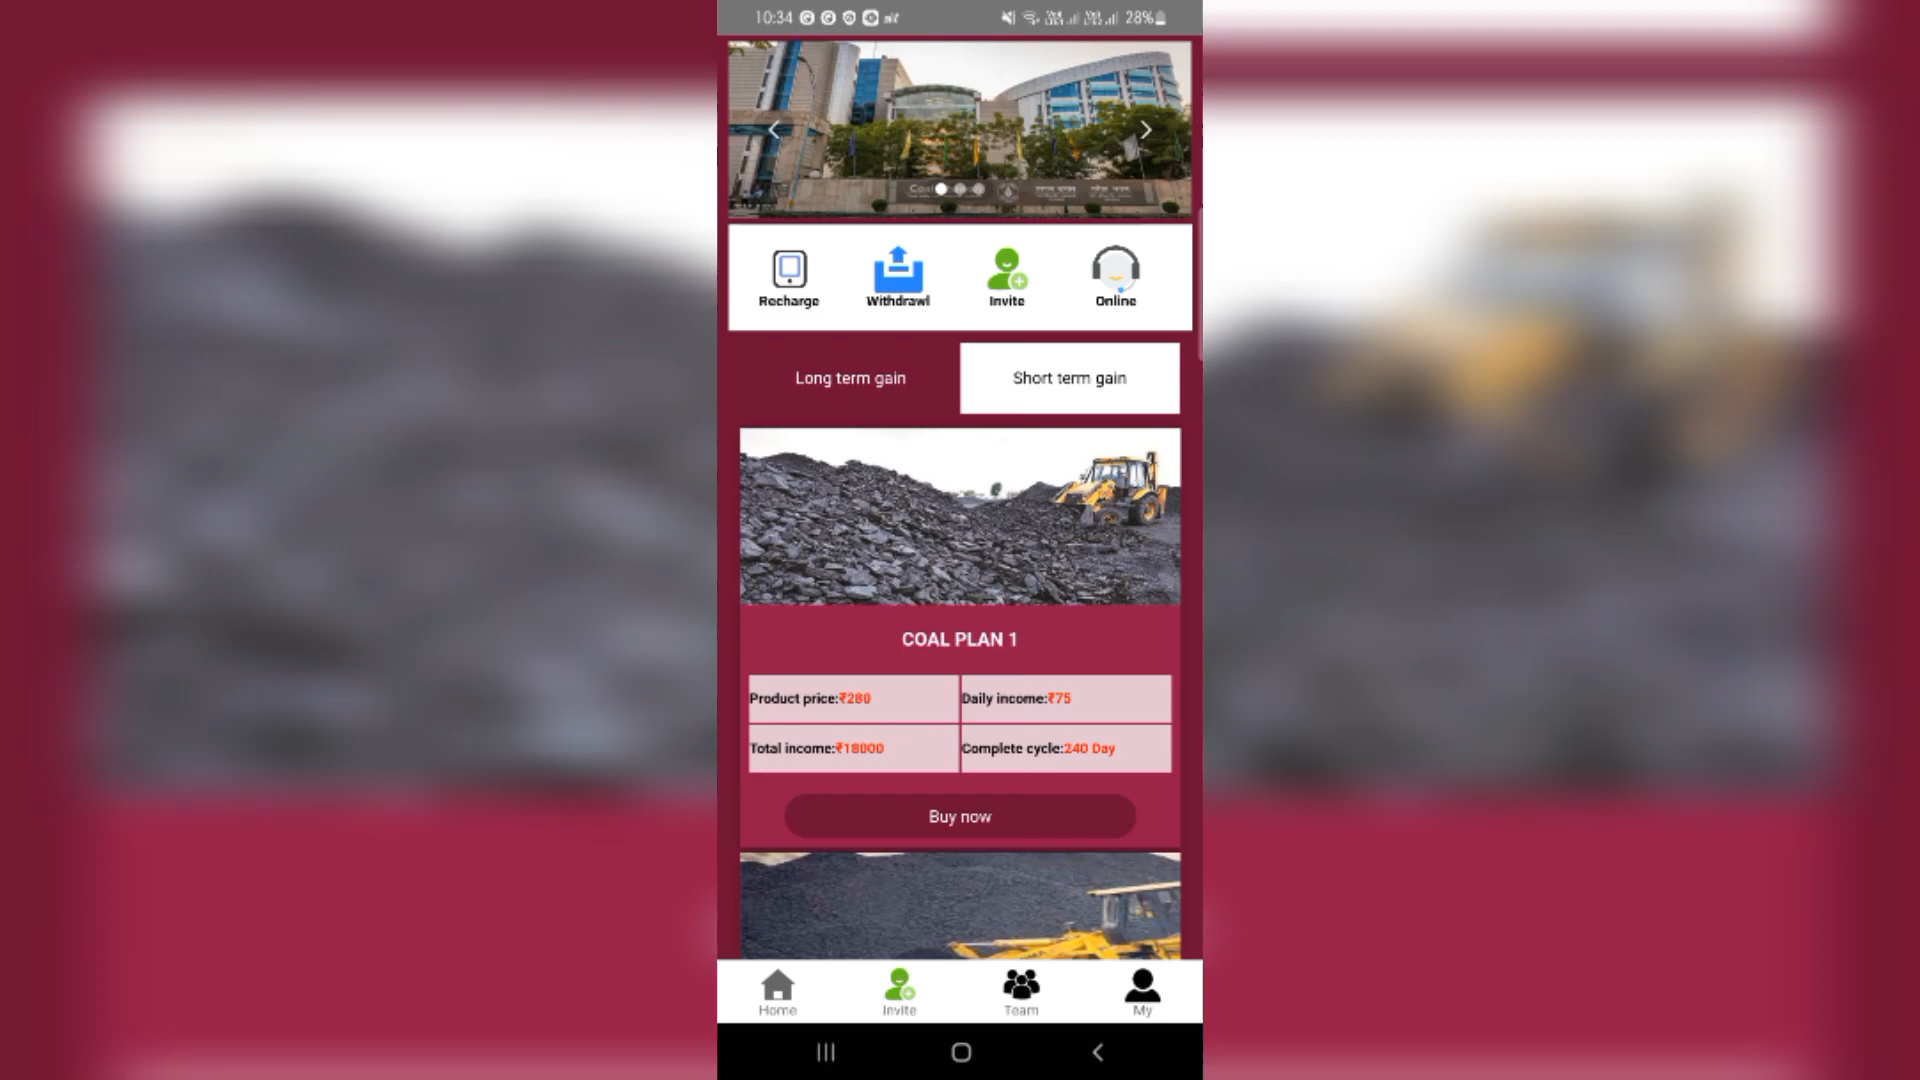 10:34
28%
Coal
Recharge
Withdrawl
Invite
Online
Long term gain
Short term gain
COAL PLAN 1
Product price:₹280
Daily income:₹75
Total income:₹18000
Complete cycle:240 Day
Buy now
Home
Invite
Team
My